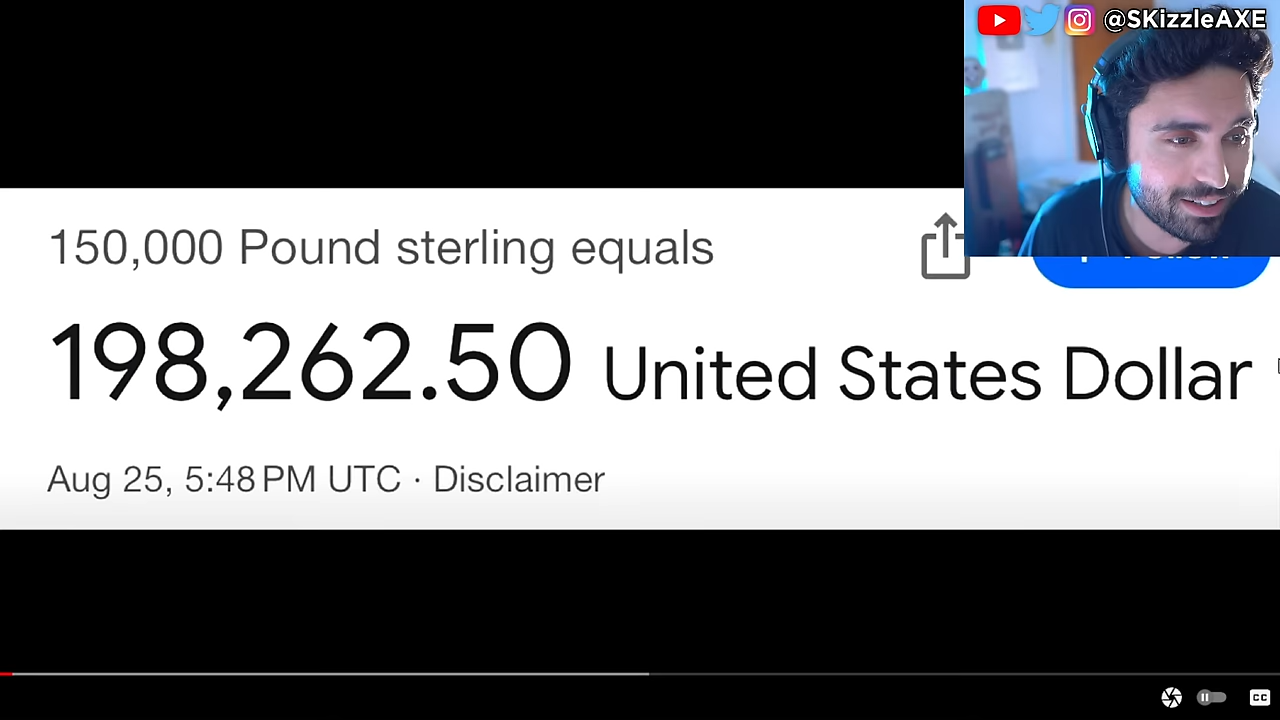 @SKizzleAXE
150,000 Pound sterling equals
198,262.50 United States Dollar
Aug 25, 5:48 PM UTC · Disclaimer
CC